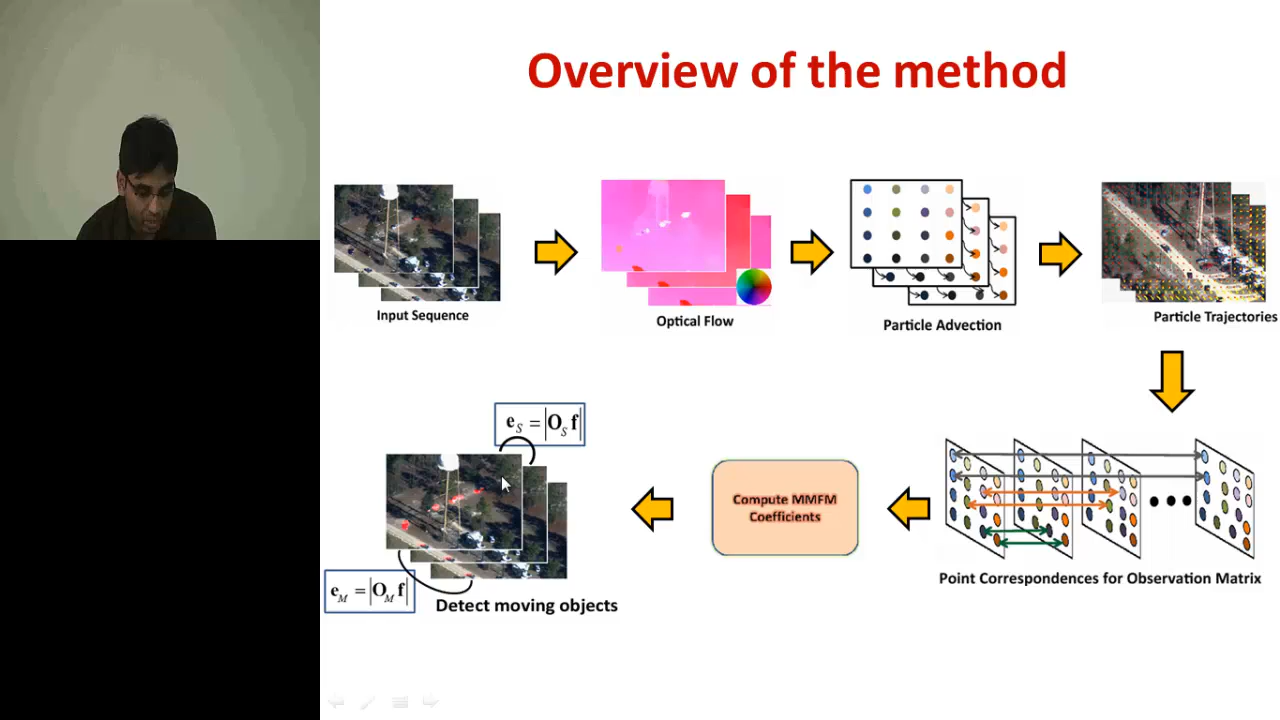 Overview of the method
Input Sequence
Optical Flow
Particle Advection
Particle Trajectories
e_S = |O_S f|
Compute MMFM
Coefficients
Point Correspondences for Observation Matrix
e_M = |O_M f|
Detect moving objects